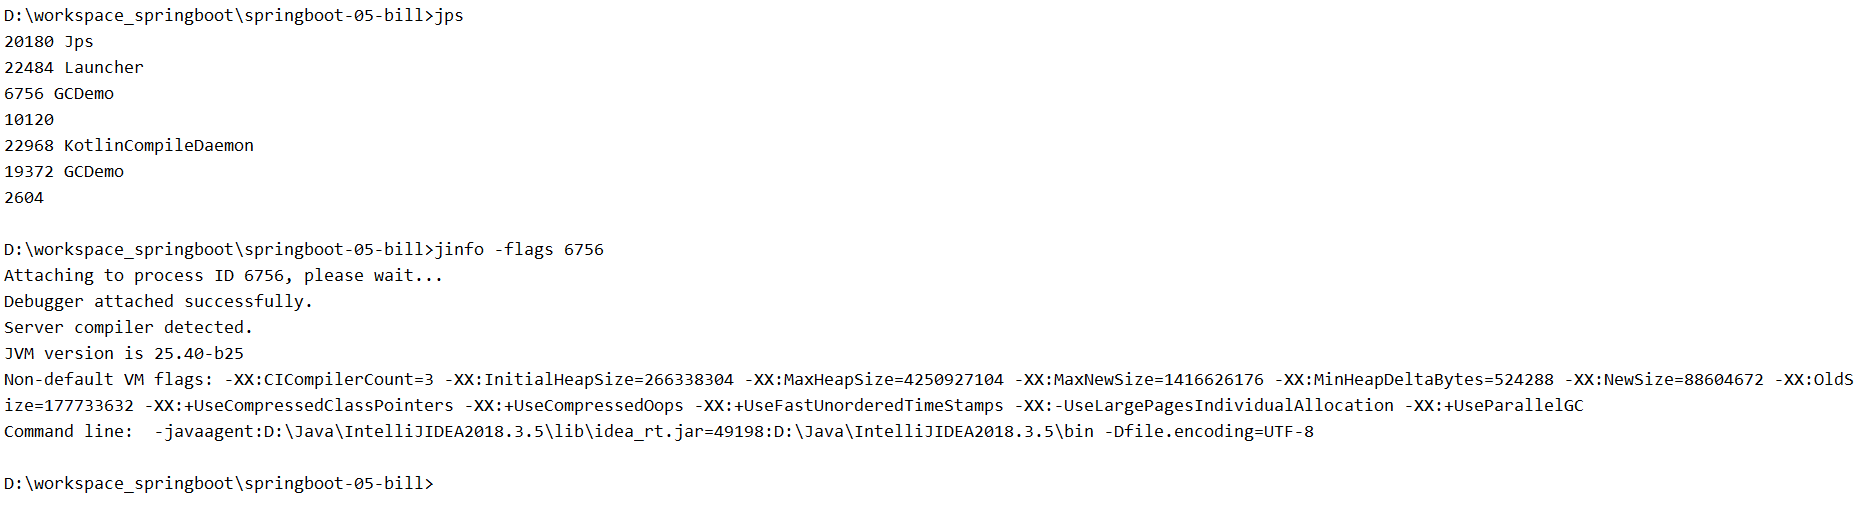 D:\workspace_springboot\springboot-05-bill>jps
20180 Jps
22484 Launcher
6756 GCDemo
10120
22968 KotlinCompileDaemon
19372 GCDemo
2604
D:\workspace_springboot\springboot-05-bill>jinfo -flags 6756
Attaching to process ID 6756, please wait...
Debugger attached successfully.
Server compiler detected.
JVM version is 25.40-b25
Non-default VM flags: -XX:CICompilerCount=3 -XX:InitialHeapSize=266338304 -XX:MaxHeapSize=4250927104 -XX:MaxNewSize=1416626176 -XX:MinHeapDeltaBytes=524288 -XX:NewSize=88604672 -XX:OldS
ize=177733632 -XX:+UseCompressedClassPointers -XX:+UseCompressedOops -XX:+UseFastUnorderedTimeStamps -XX:-UseLargePagesIndividualAllocation -XX:+UseParallelGC
Command line:  -javaagent:D:\Java\IntelliJIDEA2018.3.5\lib\idea_rt.jar=49198:D:\Java\IntelliJIDEA2018.3.5\bin -Dfile.encoding=UTF-8
D:\workspace_springboot\springboot-05-bill>